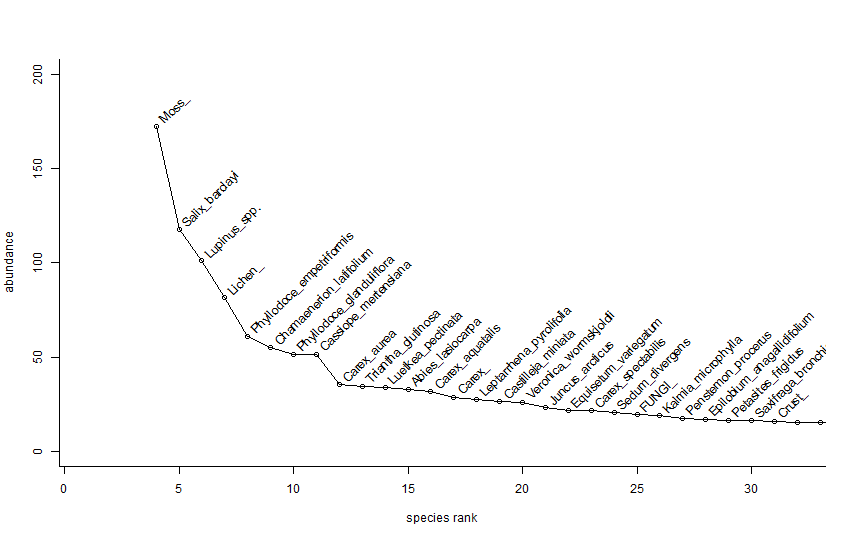 200
150
100
50
0
abundance
Moss_
Salix_barclayi
Lupinus_spp.
Lichen_
Phyllodoce_empetriformis
Chamaenerion_latifolium
Phyllodoce_glanduliflora
Cassiope_mertensiana
Carex_aurea
Triantha_glutinosa
Luetkea_pectinata
Abies_lasiocarpa
Carex_aquatalis
Carex_
Leptarrhena_pyrolifolia
Castilleja_miniata
Veronica_wormskjoldi
Juncus_arcticus
Equisetum_variegatum
Carex_spectabilis
Sedum_divergens
FUNGI_
Kalmia_microphylla
Penstemon_procerus
Epilobium_anagallidifolium
Petasites_frigidus
Saxifraga_bronchi
Crust_
0 5 10 15 20 25 30
species rank